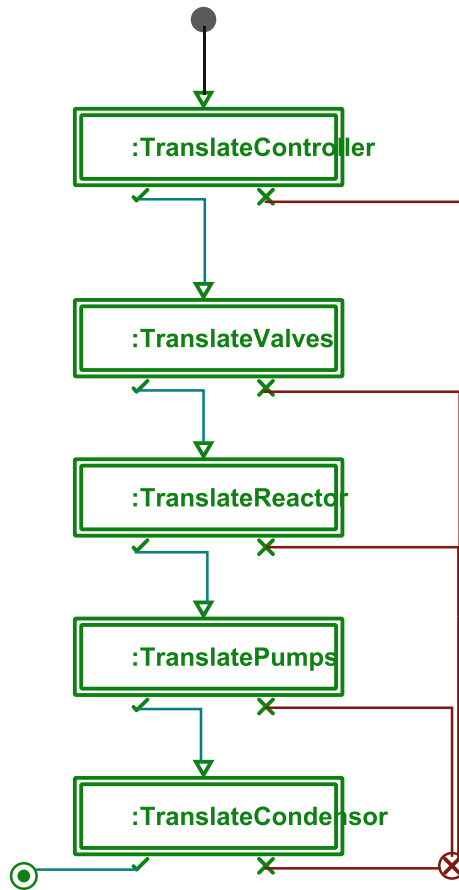 :TranslateController
:TranslateValves
:TranslateReactor
:TranslatePumps
:TranslateCondensor